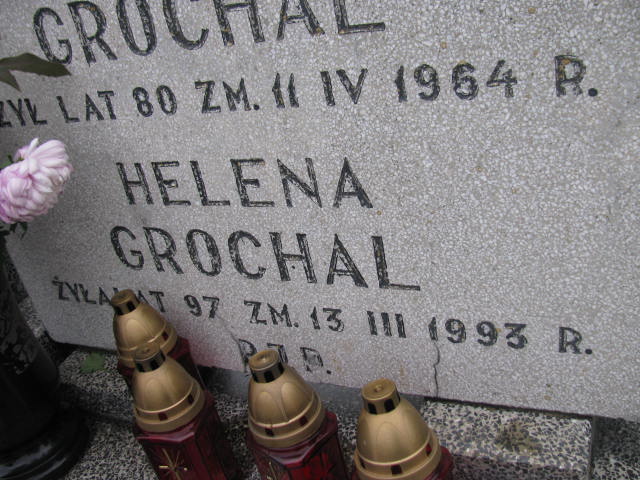 GROCHAL
ŻYŁ LAT 80 ZM. 11 IV 1964 R.
HELENA
GROCHAL
ŻYŁA LAT 97 ZM. 13 III 1993 R.
R.I.P.